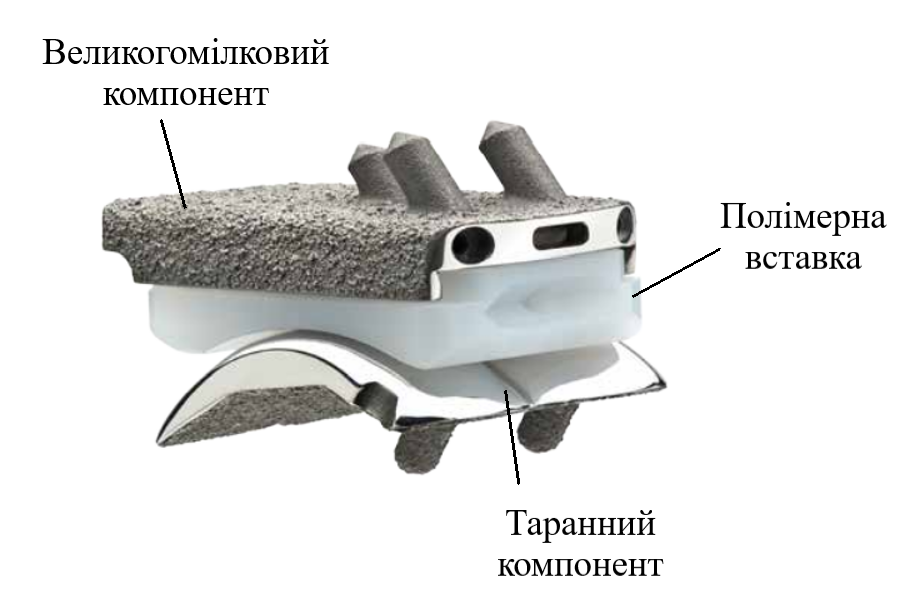 Великогомілковий
компонент
Полімерна
вставка
Таранний
компонент